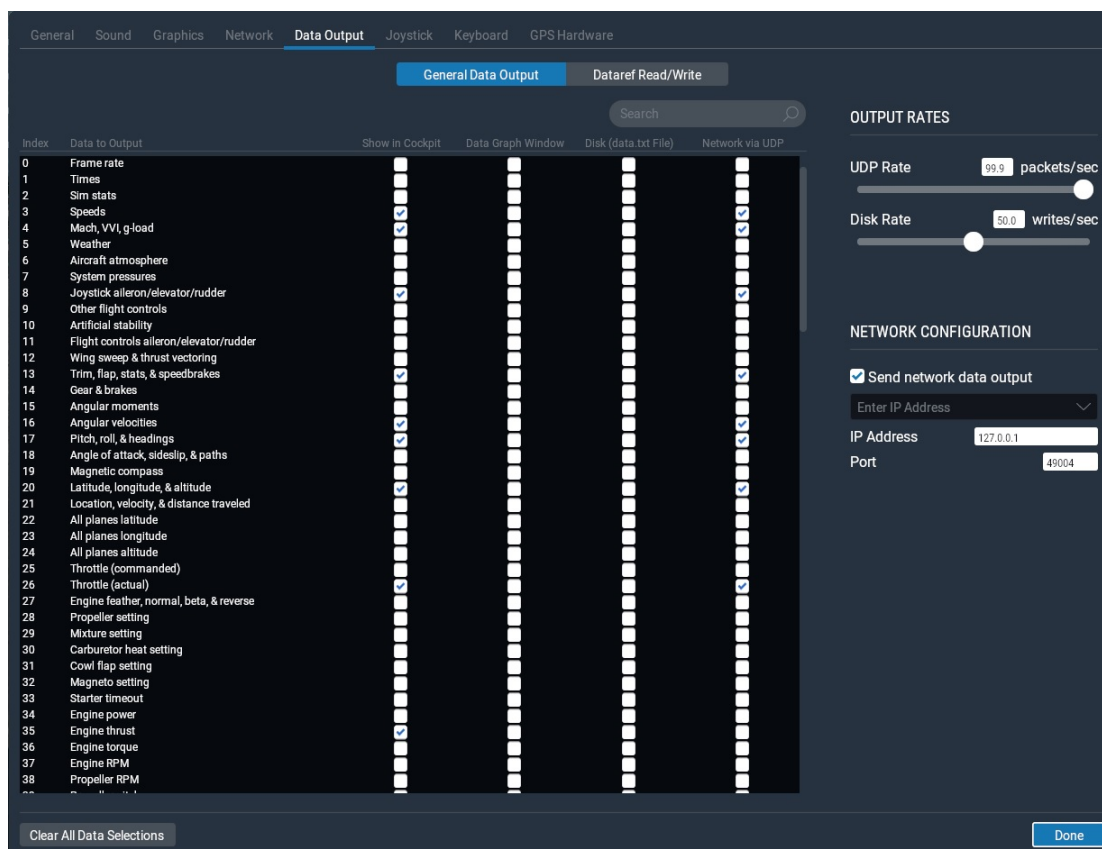 General Sound Graphics Network Data Output Joystick Keyboard GPS Hardware
General Data Output Dataref Read/Write
Search
Index Data to Output Show in Cockpit Data Graph Window Disk (data.txt File) Network via UDP
0 Frame rate
1 Times
2 Sim stats
3 Speeds
4 Mach, VVI, g-load
5 Weather
6 Aircraft atmosphere
7 System pressures
8 Joystick aileron/elevator/rudder
9 Other flight controls
10 Artificial stability
11 Flight controls aileron/elevator/rudder
12 Wing sweep & thrust vectoring
13 Trim, flap, stats, & speedbrakes
14 Gear & brakes
15 Angular moments
16 Angular velocities
17 Pitch, roll, & headings
18 Angle of attack, sideslip, & paths
19 Magnetic compass
20 Latitude, longitude, & altitude
21 Location, velocity, & distance traveled
22 All planes latitude
23 All planes longitude
24 All planes altitude
25 Throttle (commanded)
26 Throttle (actual)
27 Engine feather, normal, beta, & reverse
28 Propeller setting
29 Mixture setting
30 Carburetor heat setting
31 Cowl flap setting
32 Magneto setting
33 Starter timeout
34 Engine power
35 Engine thrust
36 Engine torque
37 Engine RPM
38 Propeller RPM
Clear All Data Selections
OUTPUT RATES
UDP Rate 99.9 packets/sec
Disk Rate 50.0 writes/sec
NETWORK CONFIGURATION
Send network data output
Enter IP Address
IP Address 127.0.0.1
Port 49004
Done